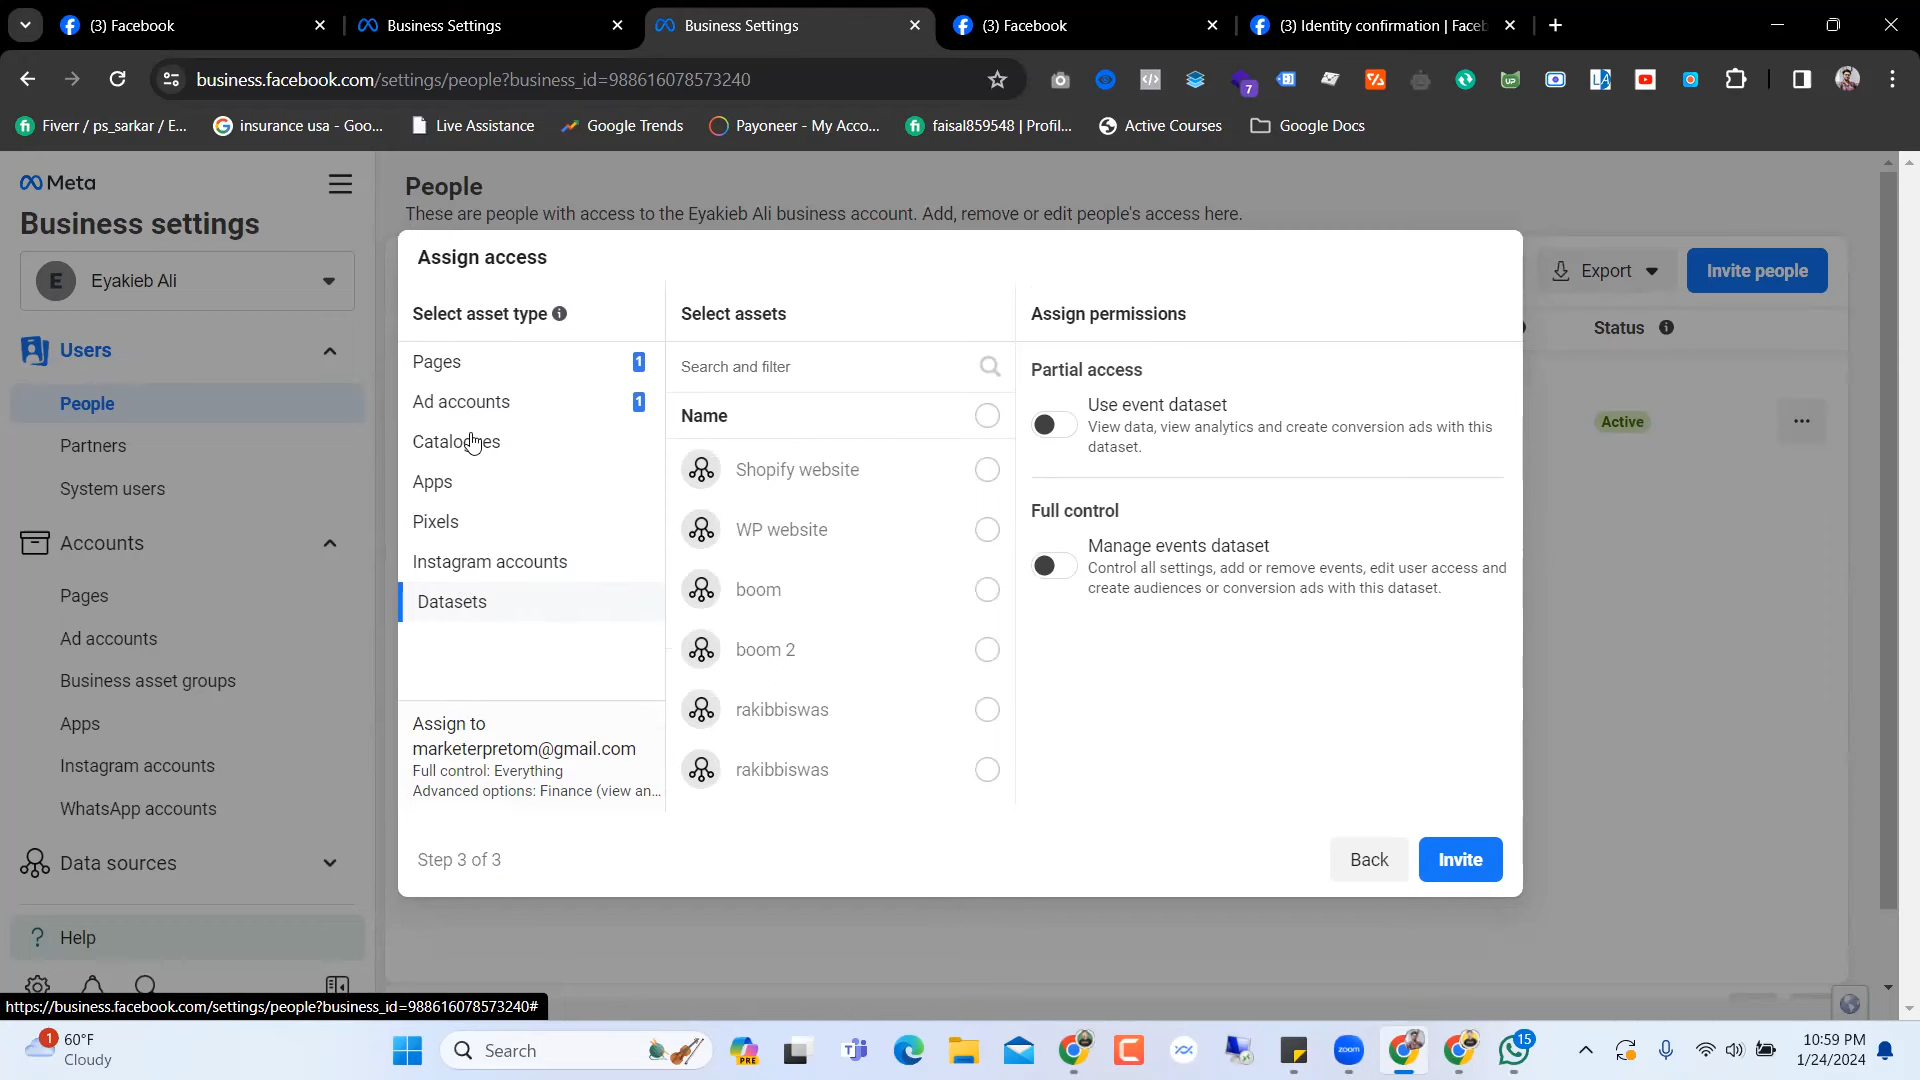 (3) Facebook
Business Settings
Business Settings
(3) Facebook
(3) Identity confirmation | Faceb
business.facebook.com/settings/people?business_id=988616078573240
7
UP
LA
Fiverr / ps_sarkar / E...
insurance usa - Goo...
Live Assistance
Google Trends
Payoneer - My Acco...
faisal859548 | Profil...
Active Courses
Google Docs
Meta
Business settings
E
Eyakieb Ali
Users
People
Partners
System users
Accounts
Pages
Ad accounts
Business asset groups
Apps
Instagram accounts
WhatsApp accounts
Data sources
Help
People
These are people with access to the Eyakieb Ali business account. Add, remove or edit people's access here.
Export
Invite people
Status
Active
Assign access
Select asset type
Pages
1
Ad accounts
1
Catalogues
Apps
Pixels
Instagram accounts
Datasets
Assign to
marketerpretom@gmail.com
Full control: Everything
Advanced options: Finance (view an...
Select assets
Search and filter
Name
Shopify website
WP website
boom
boom 2
rakibbiswas
rakibbiswas
Assign permissions
Partial access
Use event dataset
View data, view analytics and create conversion ads with this
dataset.
Full control
Manage events dataset
Control all settings, add or remove events, edit user access and
create audiences or conversion ads with this dataset.
Step 3 of 3
Back
Invite
https://business.facebook.com/settings/people?business_id=988616078573240#
1
60°F
Cloudy
Search
PRE
zoom
15
10:59 PM
1/24/2024